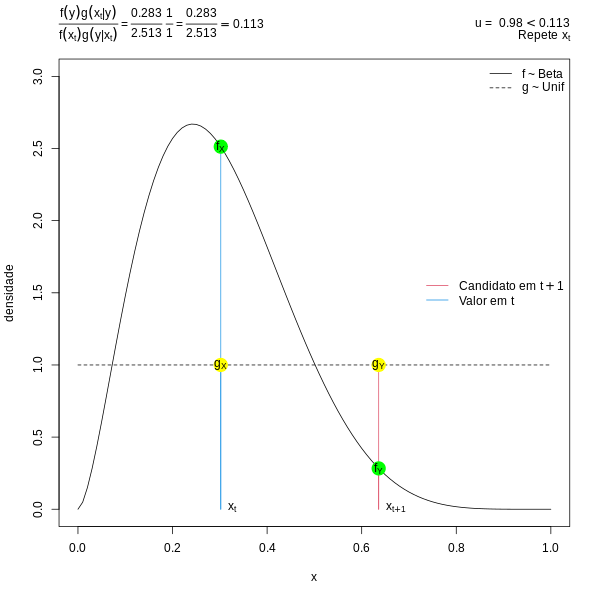 f(y)g(xₜ|y) / f(xₜ)g(y|xₜ) = 0.283 / 2.513 1 / 1 = 0.283 / 2.513 = 0.113
u = 0.98 < 0.113
Repete xₜ
f ~ Beta
g ~ Unif
Candidato em t + 1
Valor em t
densidade
3.0
2.5
2.0
1.5
1.0
0.5
0.0
fX
gX
gY
fY
xₜ
xₜ₊₁
0.0 0.2 0.4 0.6 0.8 1.0
x